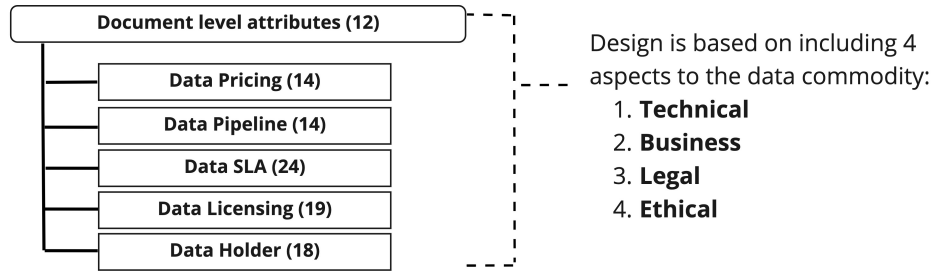 Document level attributes (12)
Data Pricing (14)
Data Pipeline (14)
Data SLA (24)
Data Licensing (19)
Data Holder (18)
Design is based on including 4
aspects to the data commodity:
1. Technical
2. Business
3. Legal
4. Ethical